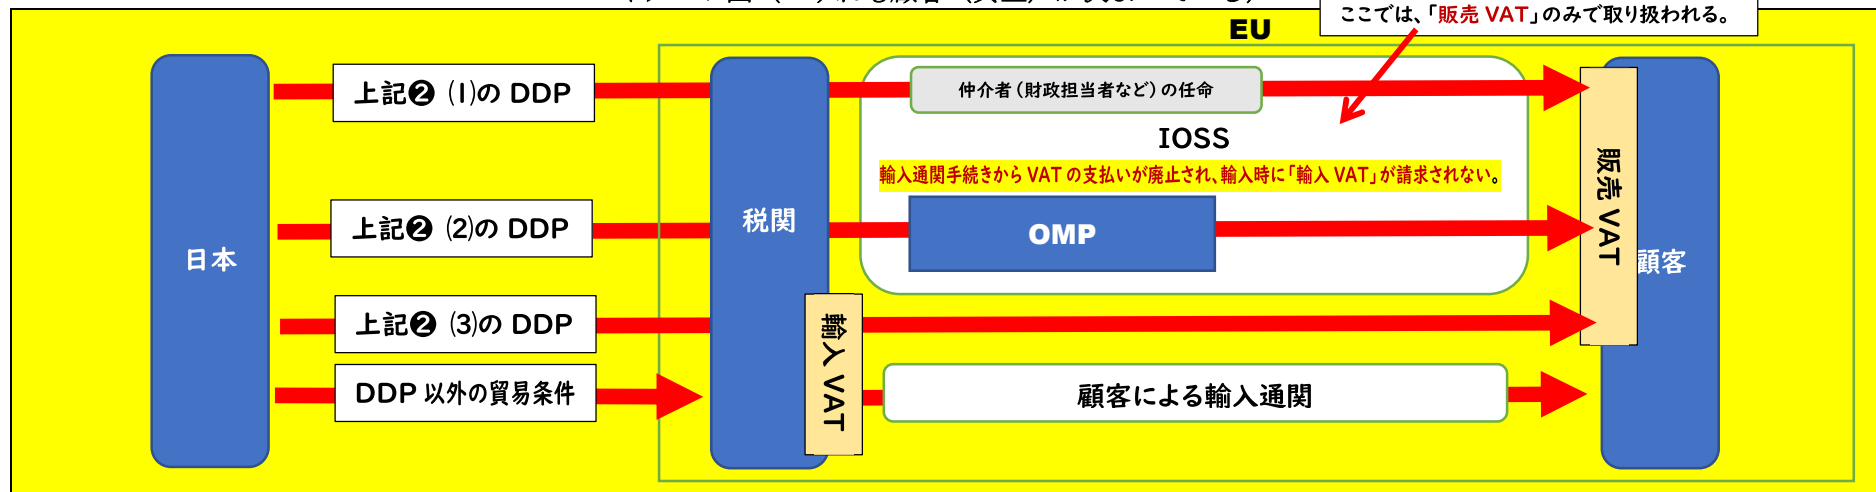 ここでは、「販売 VAT」のみで取り扱われる。
EU
日本
上記❷ (1)の DDP
上記❷ (2)の DDP
上記❷ (3)の DDP
DDP 以外の貿易条件
税関
輸入 VAT
仲介者（財政担当者など）の任命
IOSS
輸入通関手続きから VAT の支払いが廃止され、輸入時に「輸入 VAT」が請求されない。
OMP
顧客による輸入通関
販売 VAT
顧客